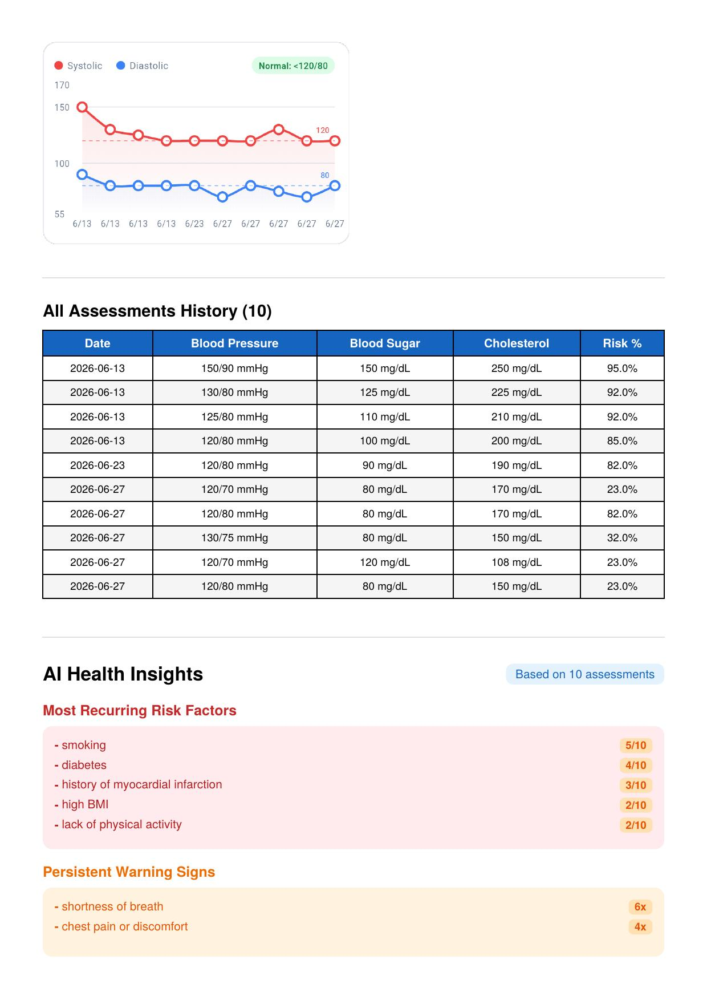 Systolic Diastolic Normal: <120/80
170
150
120
100
80
55
6/13 6/13 6/13 6/13 6/23 6/27 6/27 6/27 6/27 6/27
All Assessments History (10)
Date Blood Pressure Blood Sugar Cholesterol Risk %
2026-06-13 150/90 mmHg 150 mg/dL 250 mg/dL 95.0%
2026-06-13 130/80 mmHg 125 mg/dL 225 mg/dL 92.0%
2026-06-13 125/80 mmHg 110 mg/dL 210 mg/dL 92.0%
2026-06-13 120/80 mmHg 100 mg/dL 200 mg/dL 85.0%
2026-06-23 120/80 mmHg 90 mg/dL 190 mg/dL 82.0%
2026-06-27 120/70 mmHg 80 mg/dL 170 mg/dL 23.0%
2026-06-27 120/80 mmHg 80 mg/dL 170 mg/dL 82.0%
2026-06-27 130/75 mmHg 80 mg/dL 150 mg/dL 32.0%
2026-06-27 120/70 mmHg 120 mg/dL 108 mg/dL 23.0%
2026-06-27 120/80 mmHg 80 mg/dL 150 mg/dL 23.0%
AI Health Insights Based on 10 assessments
Most Recurring Risk Factors
- smoking 5/10
- diabetes 4/10
- history of myocardial infarction 3/10
- high BMI 2/10
- lack of physical activity 2/10
Persistent Warning Signs
- shortness of breath 6x
- chest pain or discomfort 4x